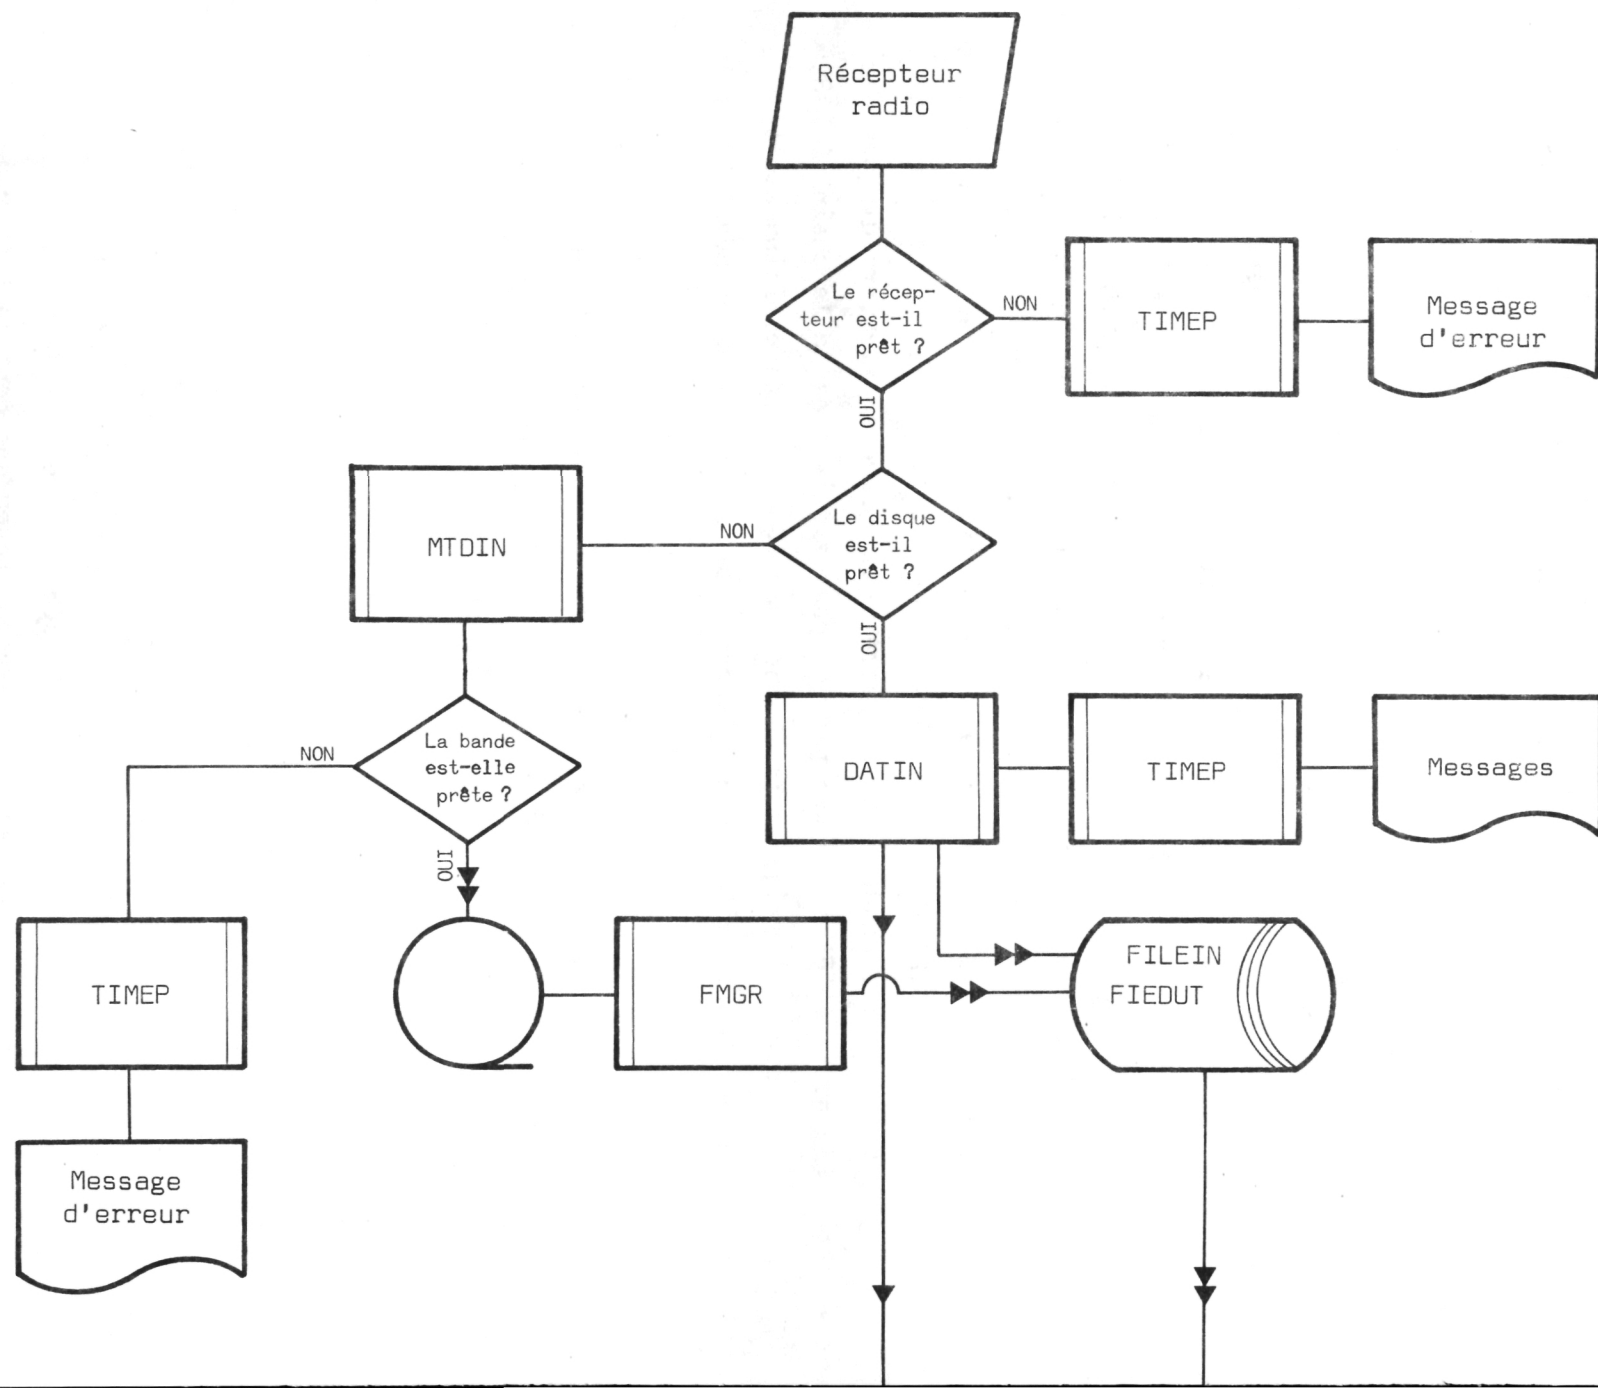 Récepteur
radio
Le récep-
teur est-il
prêt ?
NON
TIMEP
Message
d'erreur
OUI
MTDIN
NON
Le disque
est-il
prêt ?
OUI
La bande
est-elle
prête ?
NON
OUI
DATIN
TIMEP
Messages
TIMEP
FMGR
FILEIN
FIEDUT
Message
d'erreur